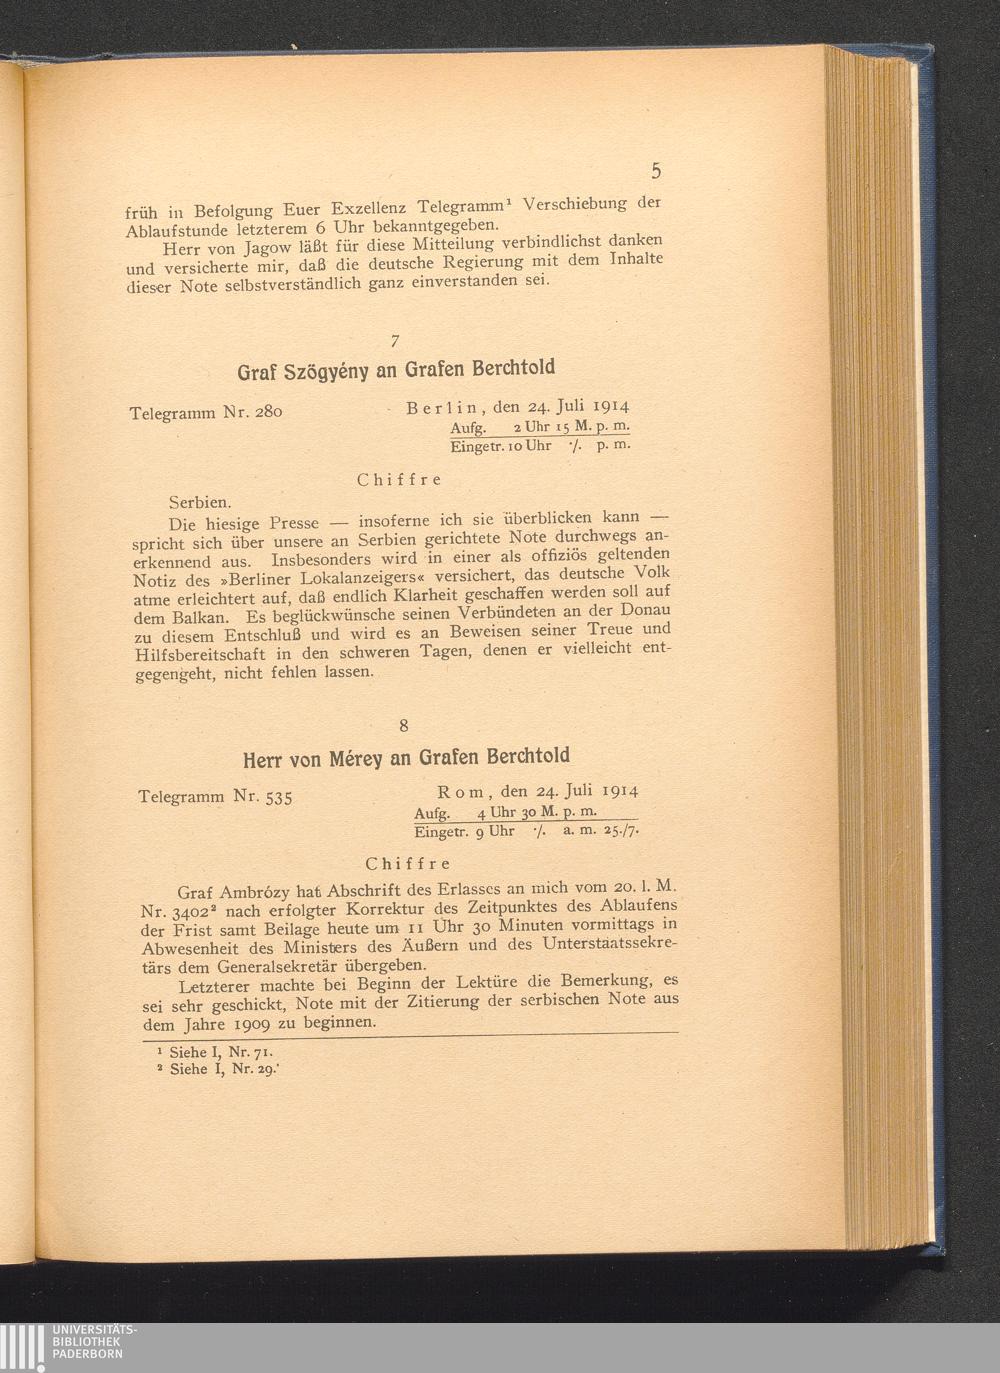 5
früh in Befolgung Euer Exzellenz Telegramm¹ Verschiebung der
Ablaufstunde letzterem 6 Uhr bekanntgegeben.
Herr von Jagow läßt für diese Mitteilung verbindlichst danken
und versicherte mir, daß die deutsche Regierung mit dem Inhalte
dieser Note selbstverständlich ganz einverstanden sei.
7
Graf Szögyény an Grafen Berchtold
Telegramm Nr. 280 Berlin, den 24. Juli 1914
Aufg. 2 Uhr 15 M. p. m.
Eingetr. 10 Uhr ·/. p. m.
Chiffre
Serbien.
Die hiesige Presse — insoferne ich sie überblicken kann —
spricht sich über unsere an Serbien gerichtete Note durchwegs an-
erkennend aus. Insbesonders wird in einer als offiziös geltenden
Notiz des »Berliner Lokalanzeigers« versichert, das deutsche Volk
atme erleichtert auf, daß endlich Klarheit geschaffen werden soll auf
dem Balkan. Es beglückwünsche seinen Verbündeten an der Donau
zu diesem Entschluß und wird es an Beweisen seiner Treue und
Hilfsbereitschaft in den schweren Tagen, denen er vielleicht ent-
gegengeht, nicht fehlen lassen.
8
Herr von Mérey an Grafen Berchtold
Telegramm Nr. 535 Rom, den 24. Juli 1914
Aufg. 4 Uhr 30 M. p. m.
Eingetr. 9 Uhr ·/. a. m. 25./7.
Chiffre
Graf Ambrózy hat Abschrift des Erlasses an mich vom 20. l. M.
Nr. 3402² nach erfolgter Korrektur des Zeitpunktes des Ablaufens
der Frist samt Beilage heute um 11 Uhr 30 Minuten vormittags in
Abwesenheit des Ministers des Äußern und des Unterstaatssekre-
tärs dem Generalsekretär übergeben.
Letzterer machte bei Beginn der Lektüre die Bemerkung, es
sei sehr geschickt, Note mit der Zitierung der serbischen Note aus
dem Jahre 1909 zu beginnen.
¹ Siehe I, Nr. 71.
² Siehe I, Nr. 29.
UNIVERSITÄTS-
BIBLIOTHEK
PADERBORN